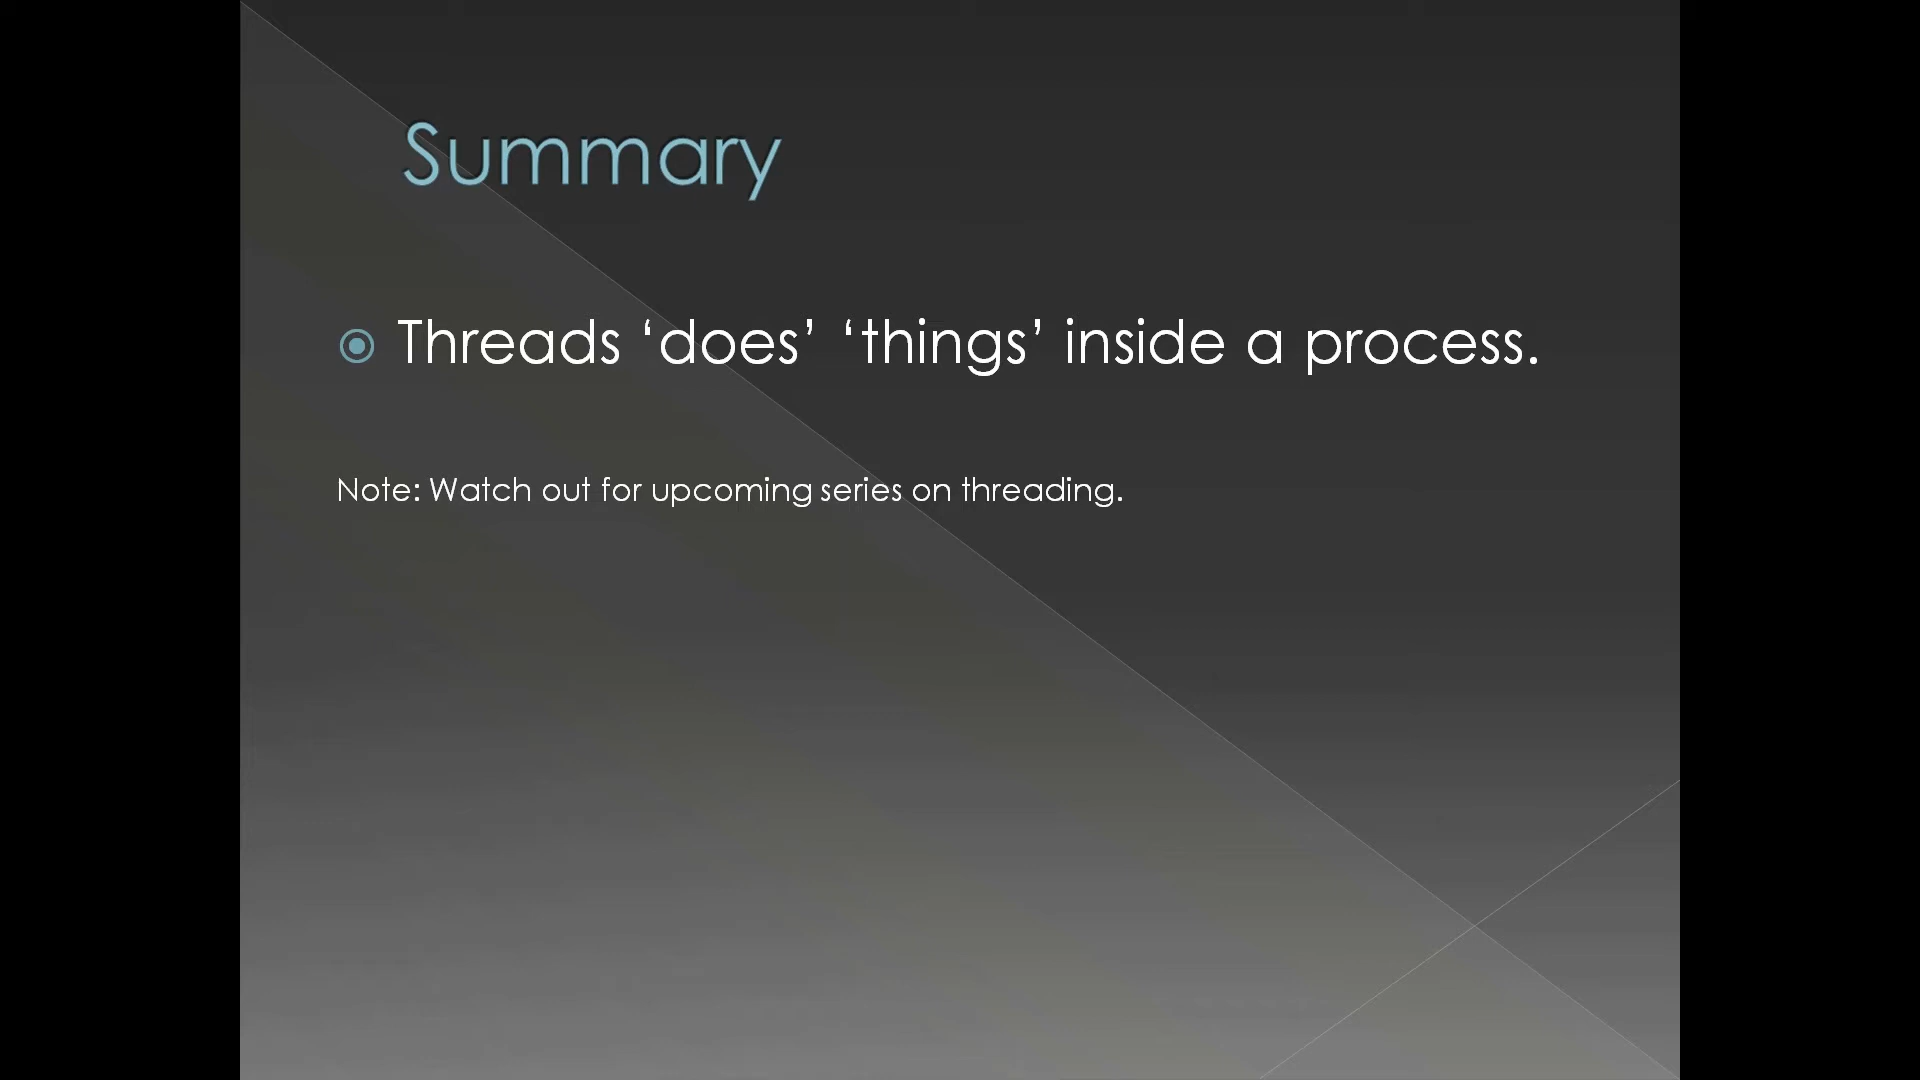 Summary
Threads ‘does’ ‘things’ inside a process.
Note: Watch out for upcoming series on threading.